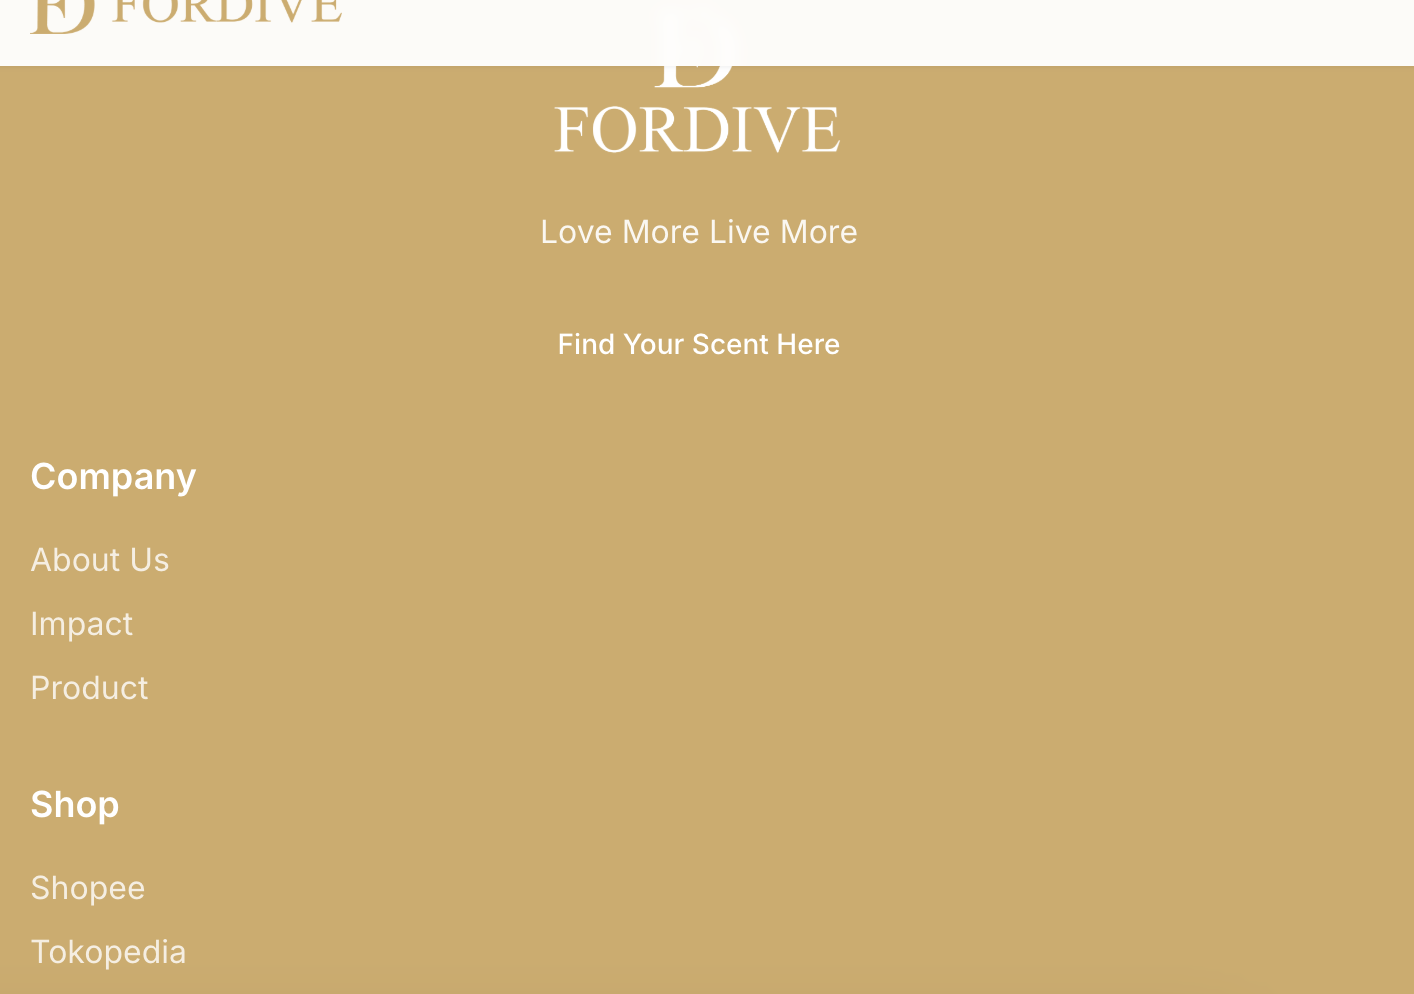 FORDIVE
FORDIVE
Love More Live More
Find Your Scent Here
Company
About Us
Impact
Product
Shop
Shopee
Tokopedia